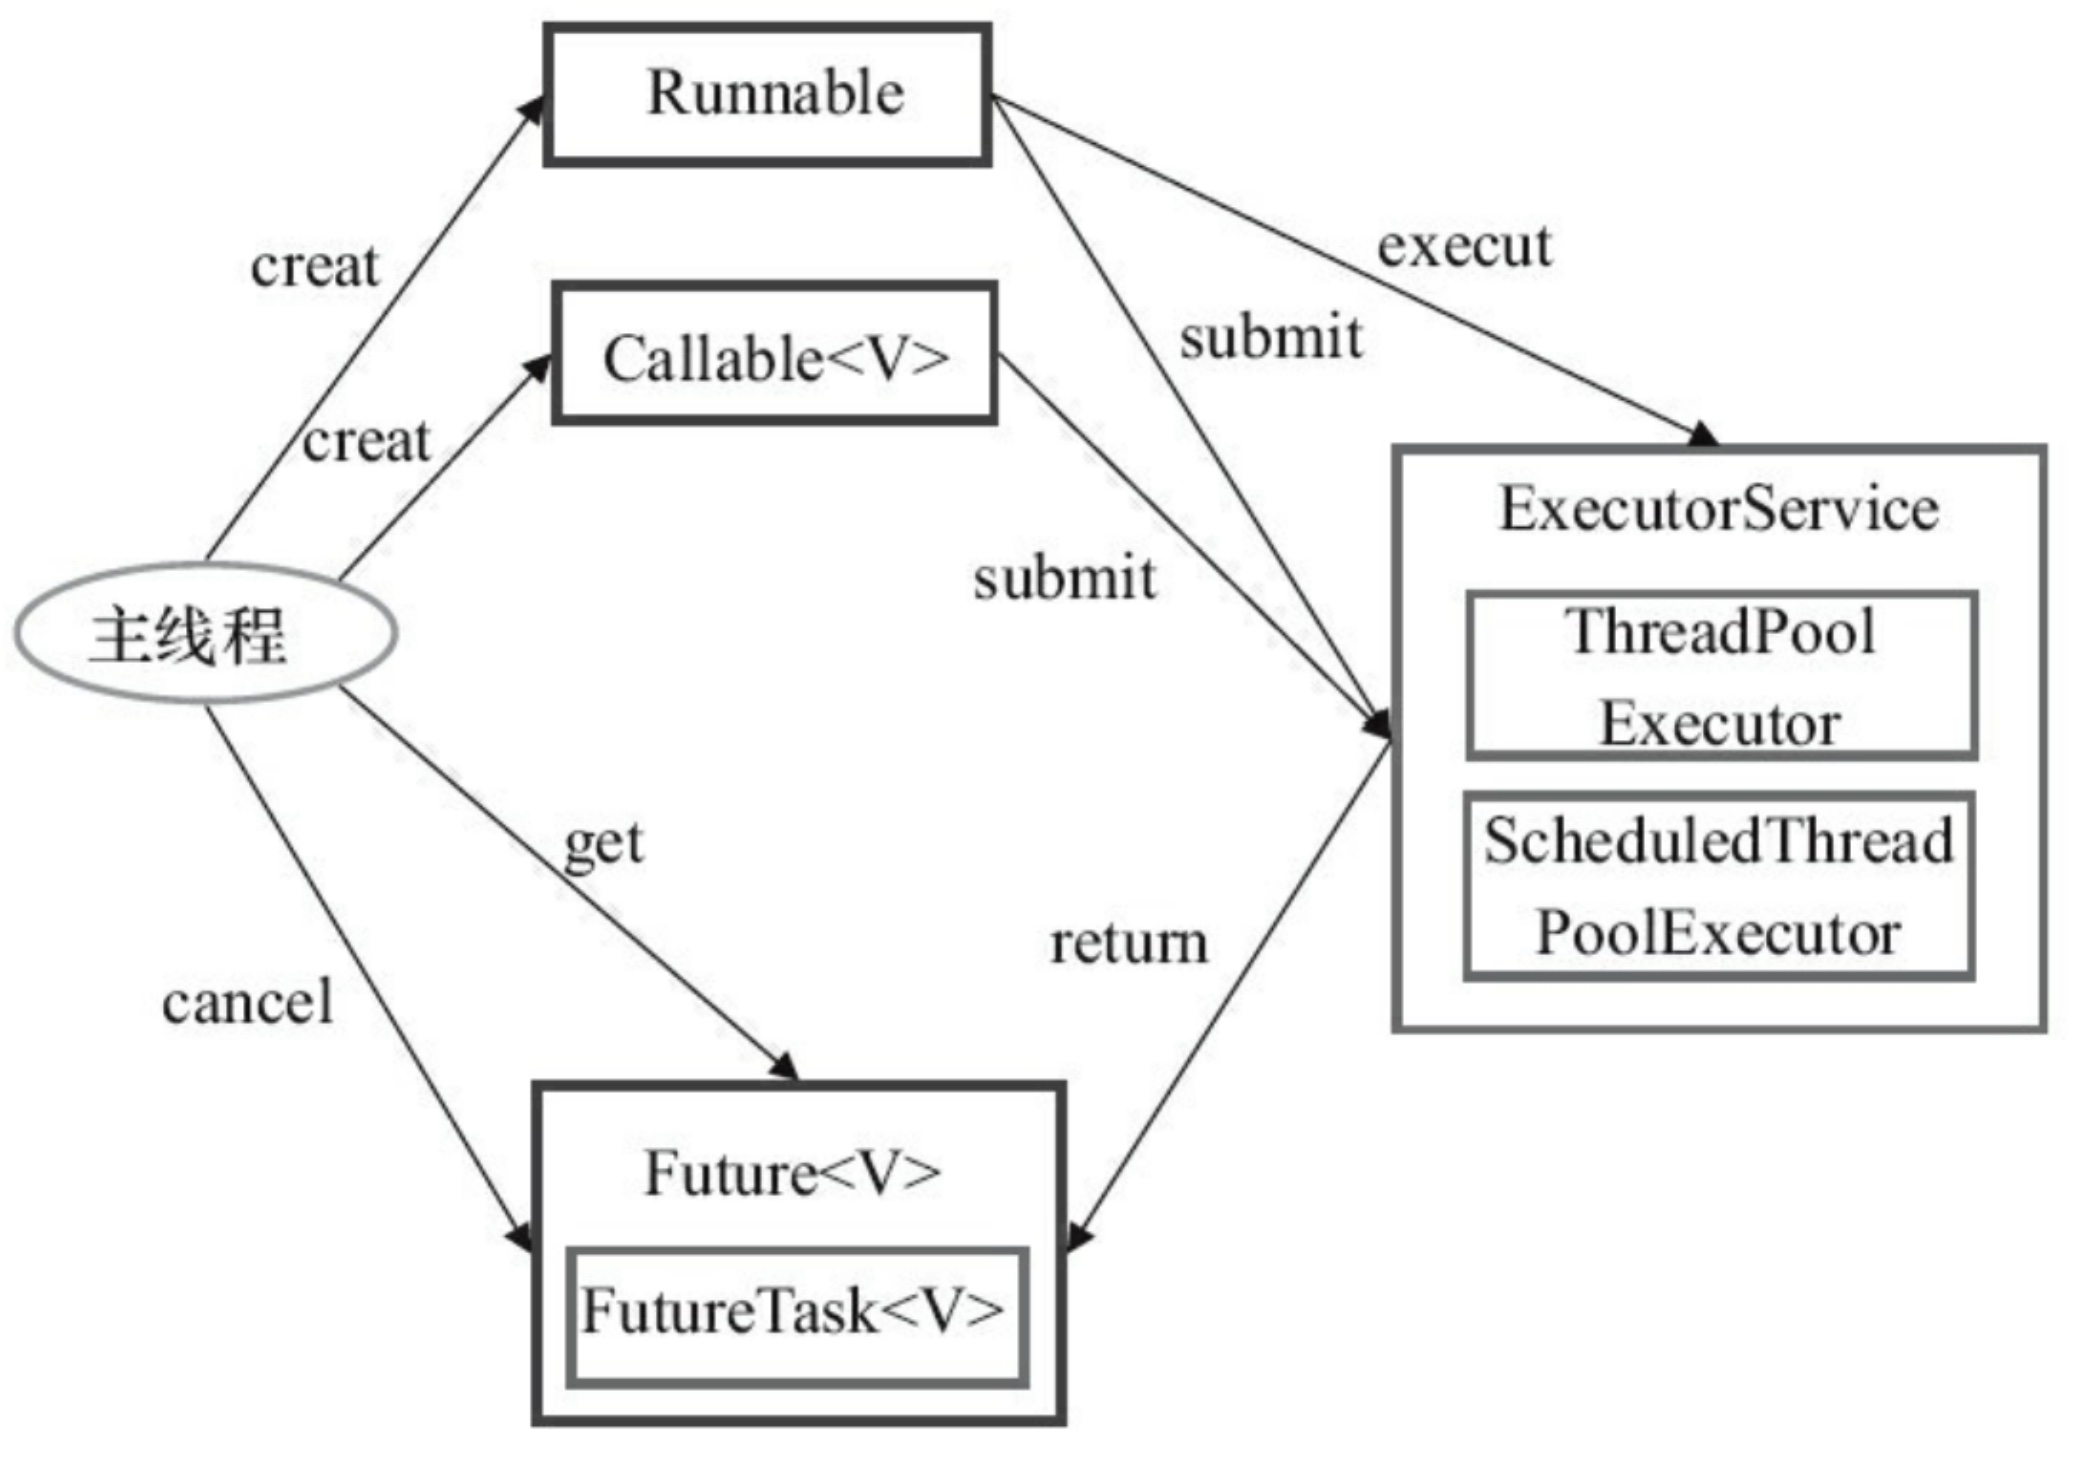 Runnable
creat
execut
submit
Callable<V>
creat
ExecutorService
submit
主线程
ThreadPool
Executor
get
ScheduledThread
PoolExecutor
return
cancel
Future<V>
FutureTask<V>